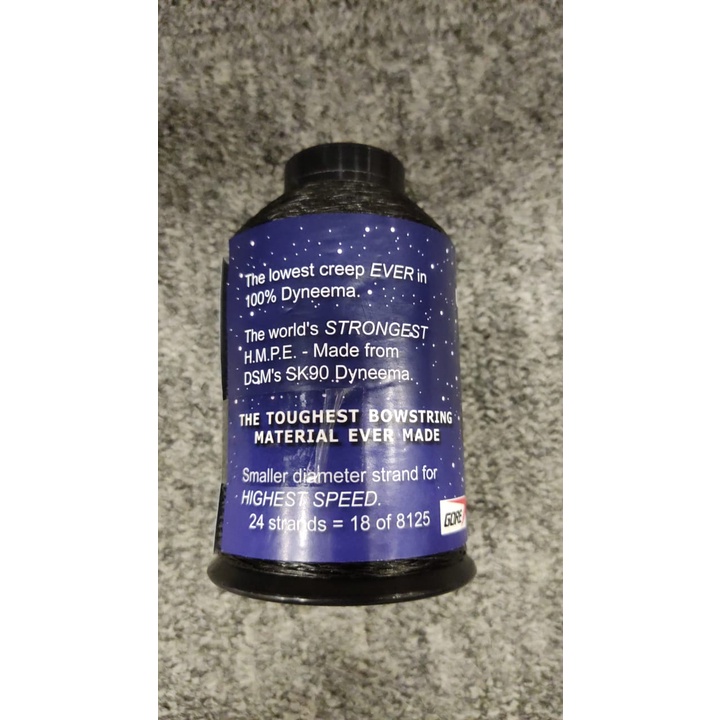 The lowest creep EVER in
100% Dyneema.
The world's STRONGEST
H.M.P.E. - Made from
DSM's SK90 Dyneema.
THE TOUGHEST BOWSTRING
MATERIAL EVER MADE
Smaller diameter strand for
HIGHEST SPEED.
24 strands = 18 of 8125
GORE